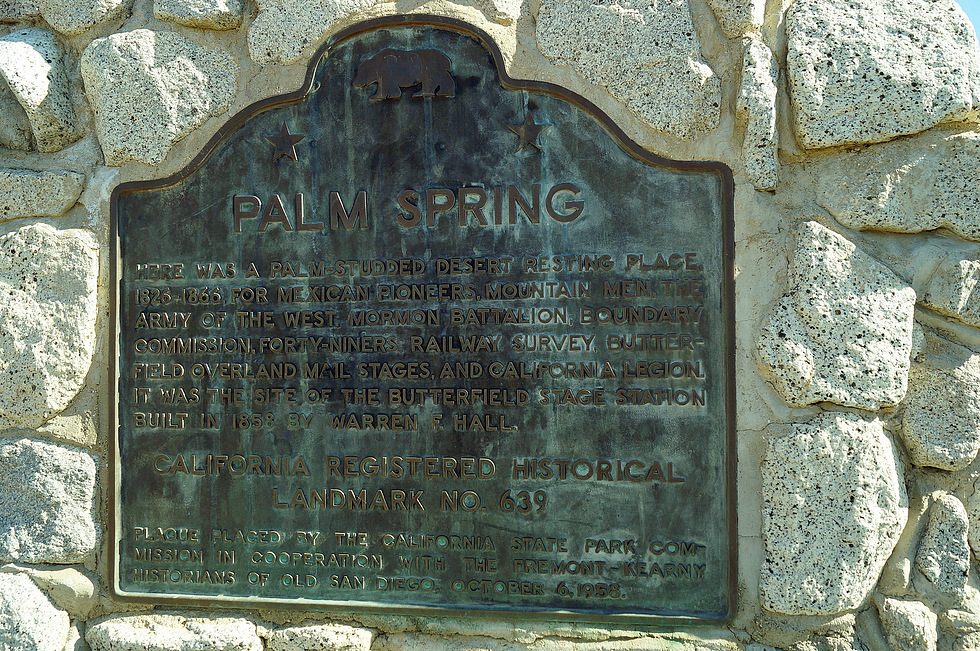 PALM SPRING
HERE WAS A PALM-STUDDED DESERT RESTING PLACE,
1826-1866, FOR MEXICAN PIONEERS, MOUNTAIN MEN, THE
ARMY OF THE WEST, MORMON BATTALION, BOUNDARY
COMMISSION, FORTY-NINERS, RAILWAY SURVEY, BUTTER-
FIELD OVERLAND MAIL STAGES, AND CALIFORNIA LEGION.
IT WAS THE SITE OF THE BUTTERFIELD STAGE STATION
BUILT IN 1858 BY WARREN F. HALL.
CALIFORNIA REGISTERED HISTORICAL
LANDMARK NO. 639
PLAQUE PLACED BY THE CALIFORNIA STATE PARK COM-
MISSION IN COOPERATION WITH THE FREMONT-KEARNY
HISTORIANS OF OLD SAN DIEGO, OCTOBER 6, 1958.